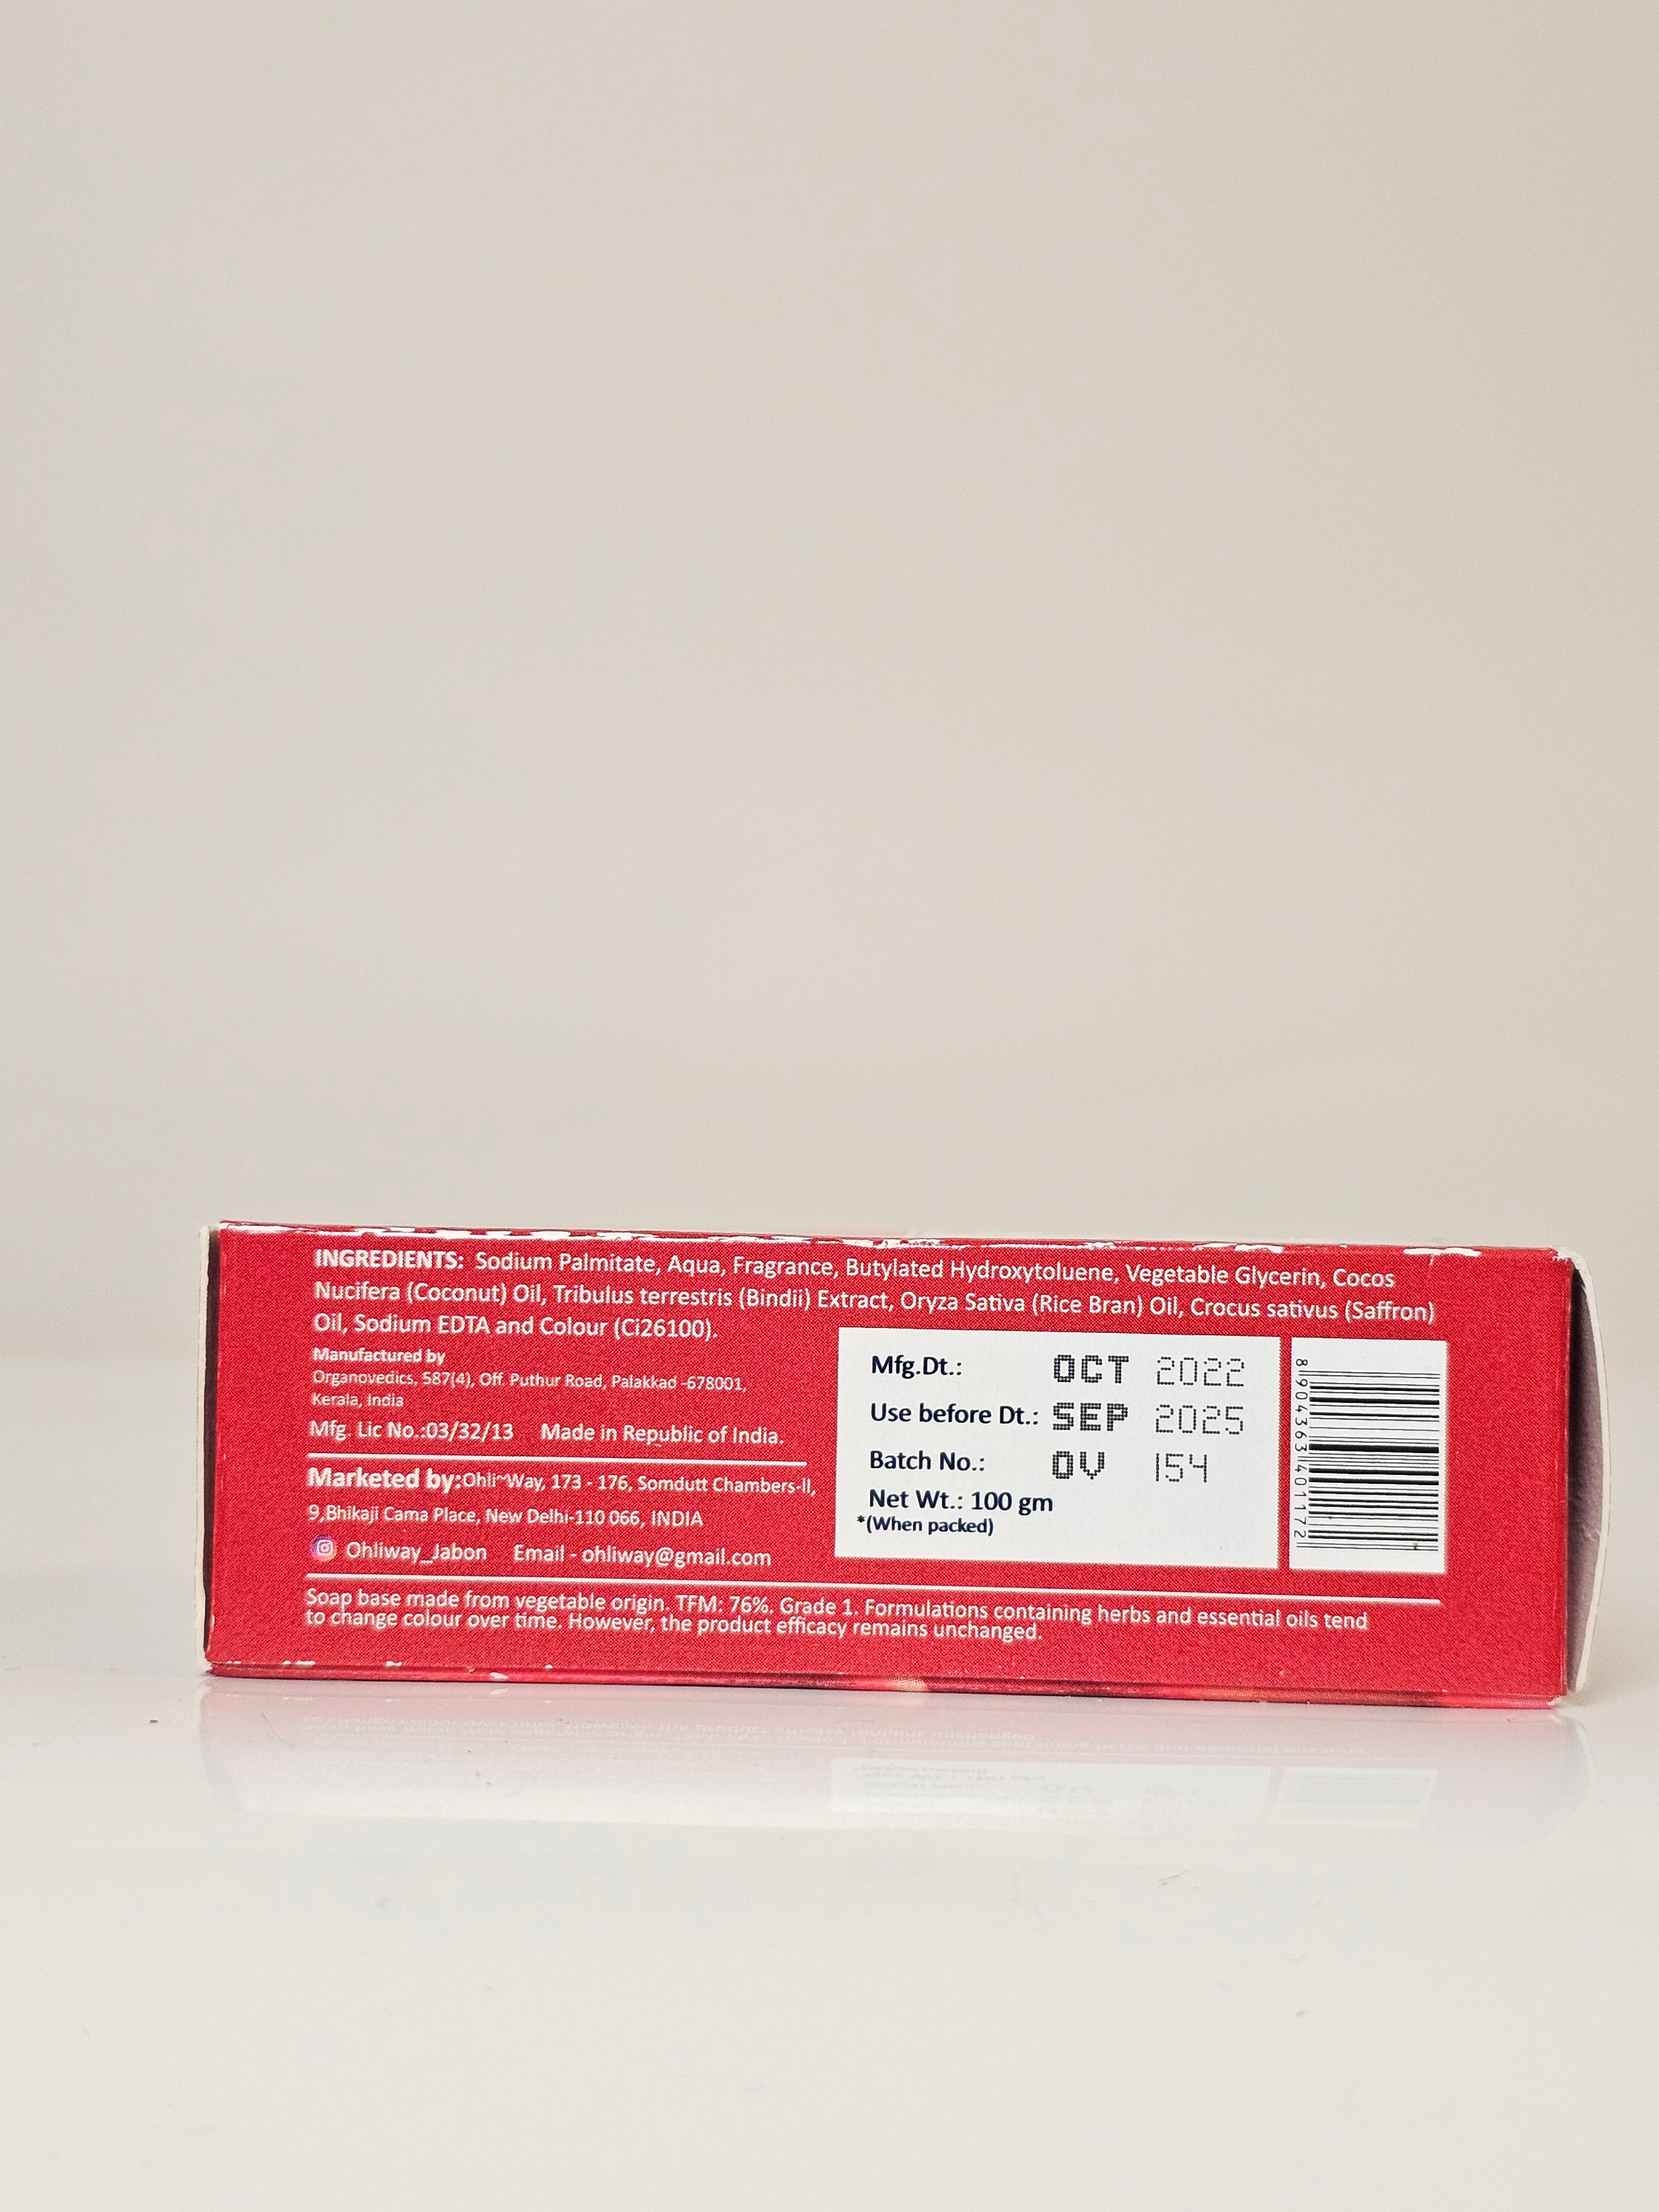 INGREDIENTS: Sodium Palmitate, Aqua, Fragrance, Butylated Hydroxytoluene, Vegetable Glycerin, Cocos
Nucifera (Coconut) Oil, Tribulus terrestris (Bindii) Extract, Oryza Sativa (Rice Bran) Oil, Crocus sativus (Saffron)
Oil, Sodium EDTA and Colour (Ci26100).
Manufactured by
Organovedics, 587(4), Off. Puthur Road, Palakkad -678001,
Kerala, India
Mfg. Lic No.:03/32/13 Made in Republic of India.
Marketed by:Ohli~Way, 173 - 176, Somdutt Chambers-II,
9,Bhikaji Cama Place, New Delhi-110 066, INDIA
Ohliway_Jabon Email - ohliway@gmail.com
Mfg.Dt.: OCT 2022
Use before Dt.: SEP 2025
Batch No.: OV 154
Net Wt.: 100 gm
*(When packed)
8 904363 401172
Soap base made from vegetable origin. TFM: 76%. Grade 1. Formulations containing herbs and essential oils tend
to change colour over time. However, the product efficacy remains unchanged.